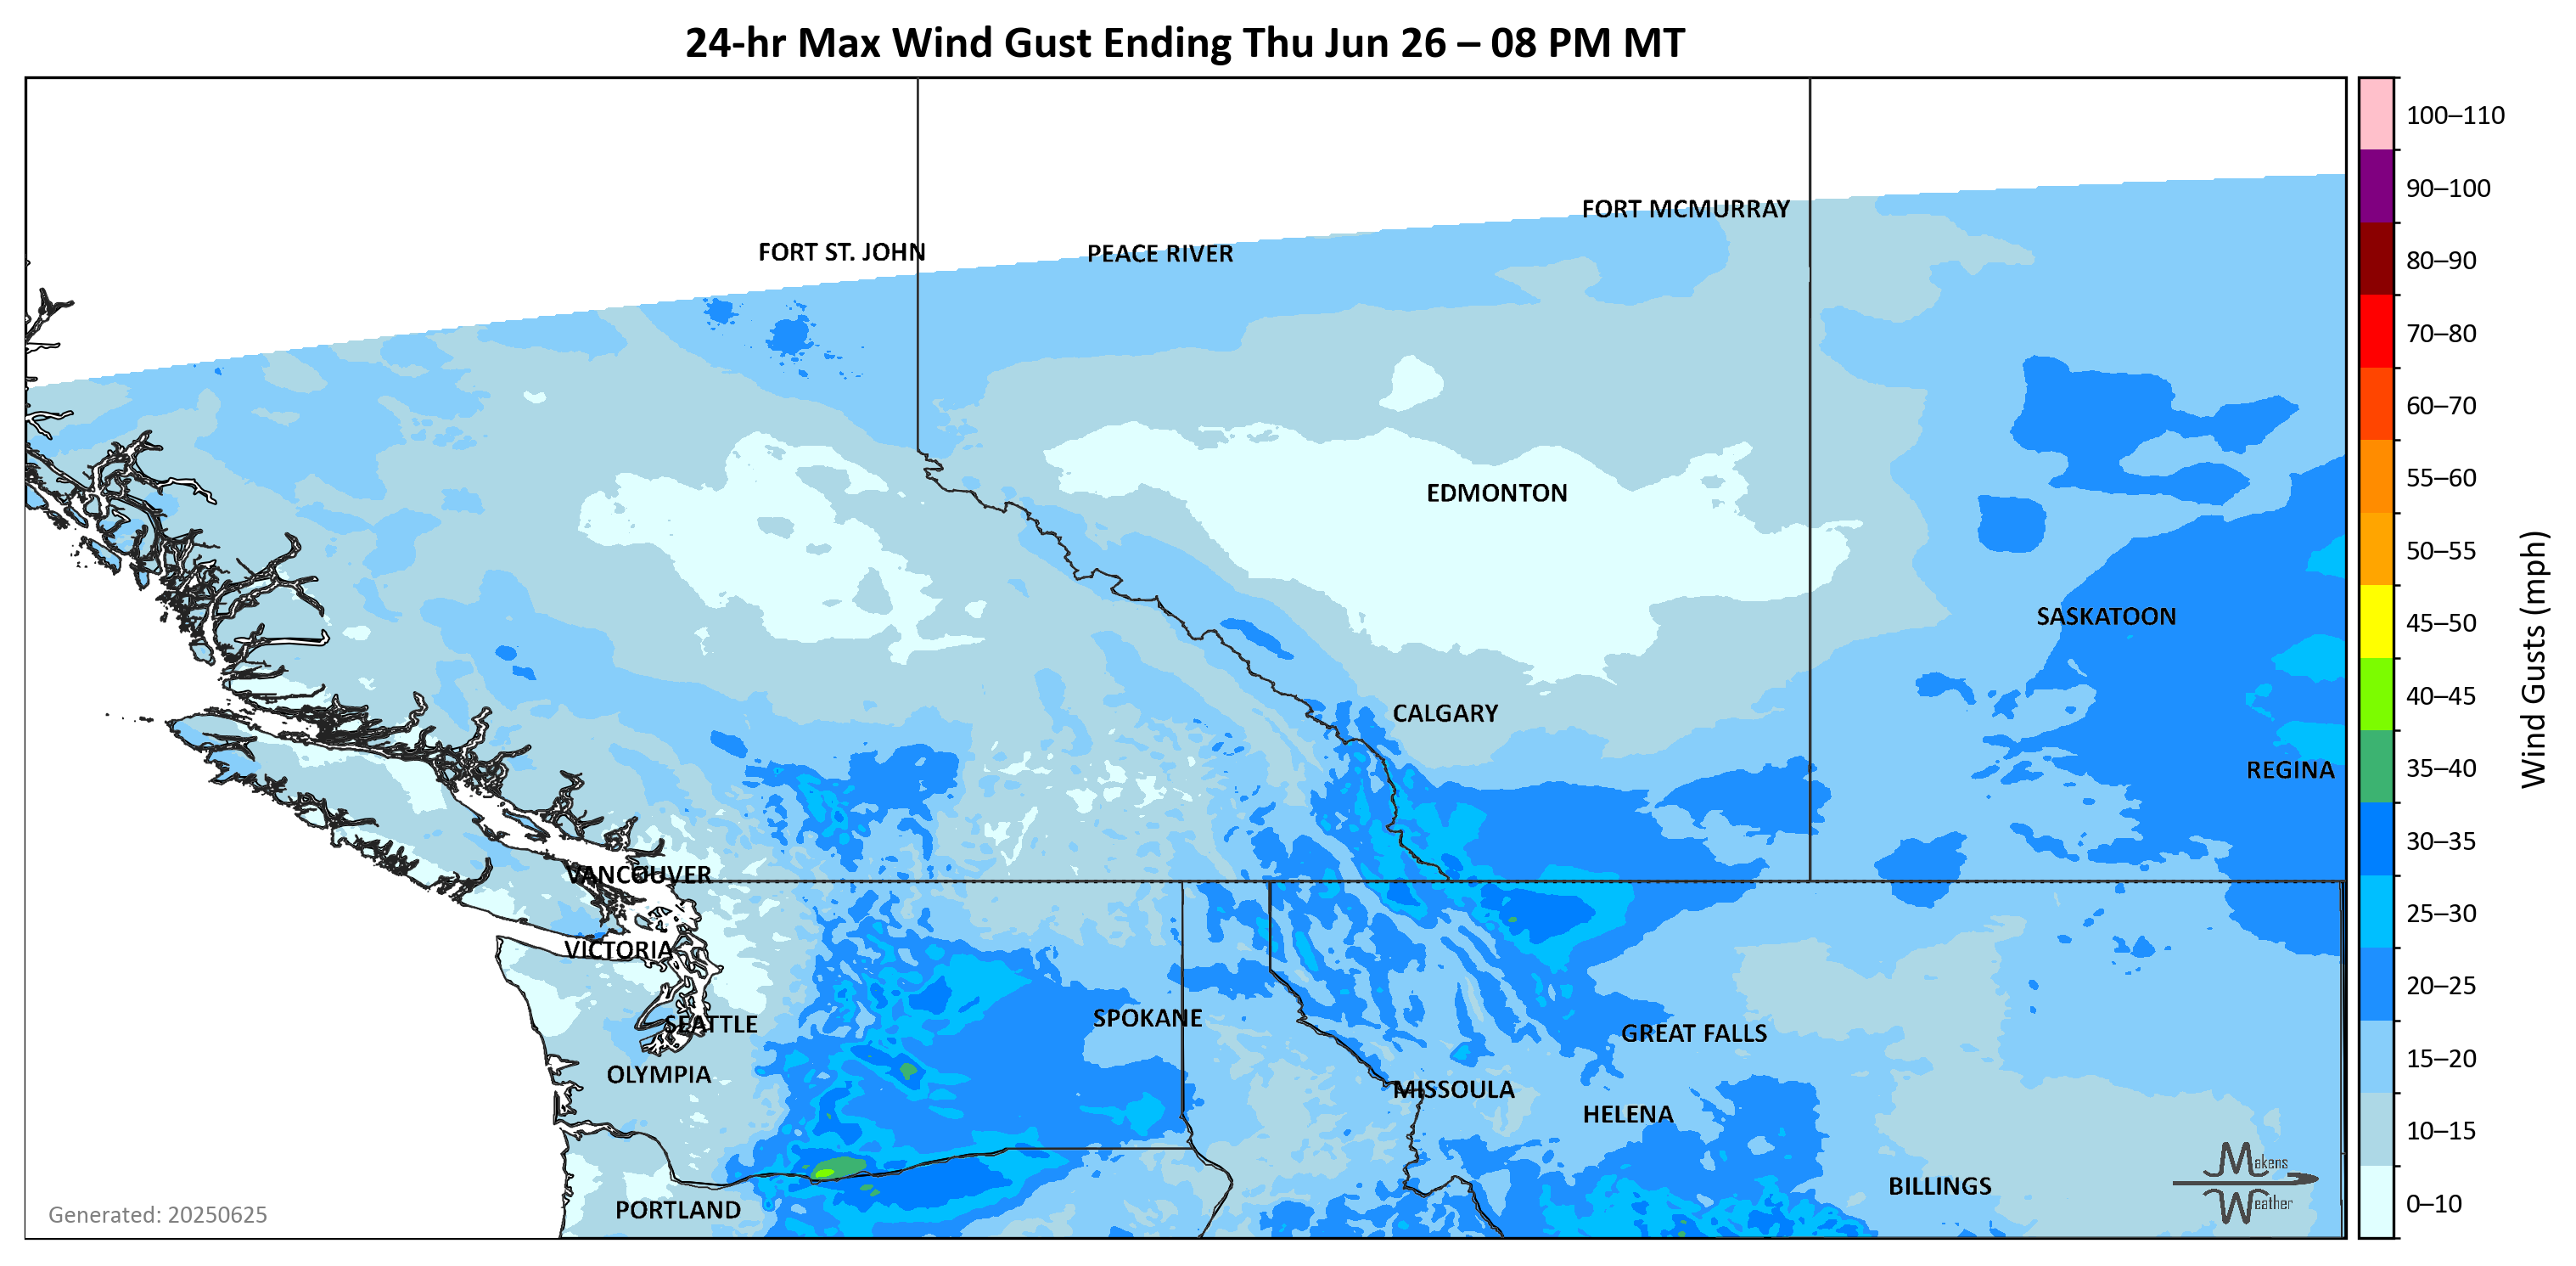 24-hr Max Wind Gust Ending Thu Jun 26 – 08 PM MT
100–110
90–100
80–90
70–80
60–70
55–60
50–55
45–50
40–45
35–40
30–35
25–30
20–25
15–20
10–15
0–10
Wind Gusts (mph)
FORT MCMURRAY
FORT ST. JOHN
PEACE RIVER
EDMONTON
SASKATOON
CALGARY
REGINA
VANCOUVER
VICTORIA
SEATTLE
SPOKANE
GREAT FALLS
OLYMPIA
MISSOULA
HELENA
BILLINGS
PORTLAND
Makens
Weather
Generated: 20250625